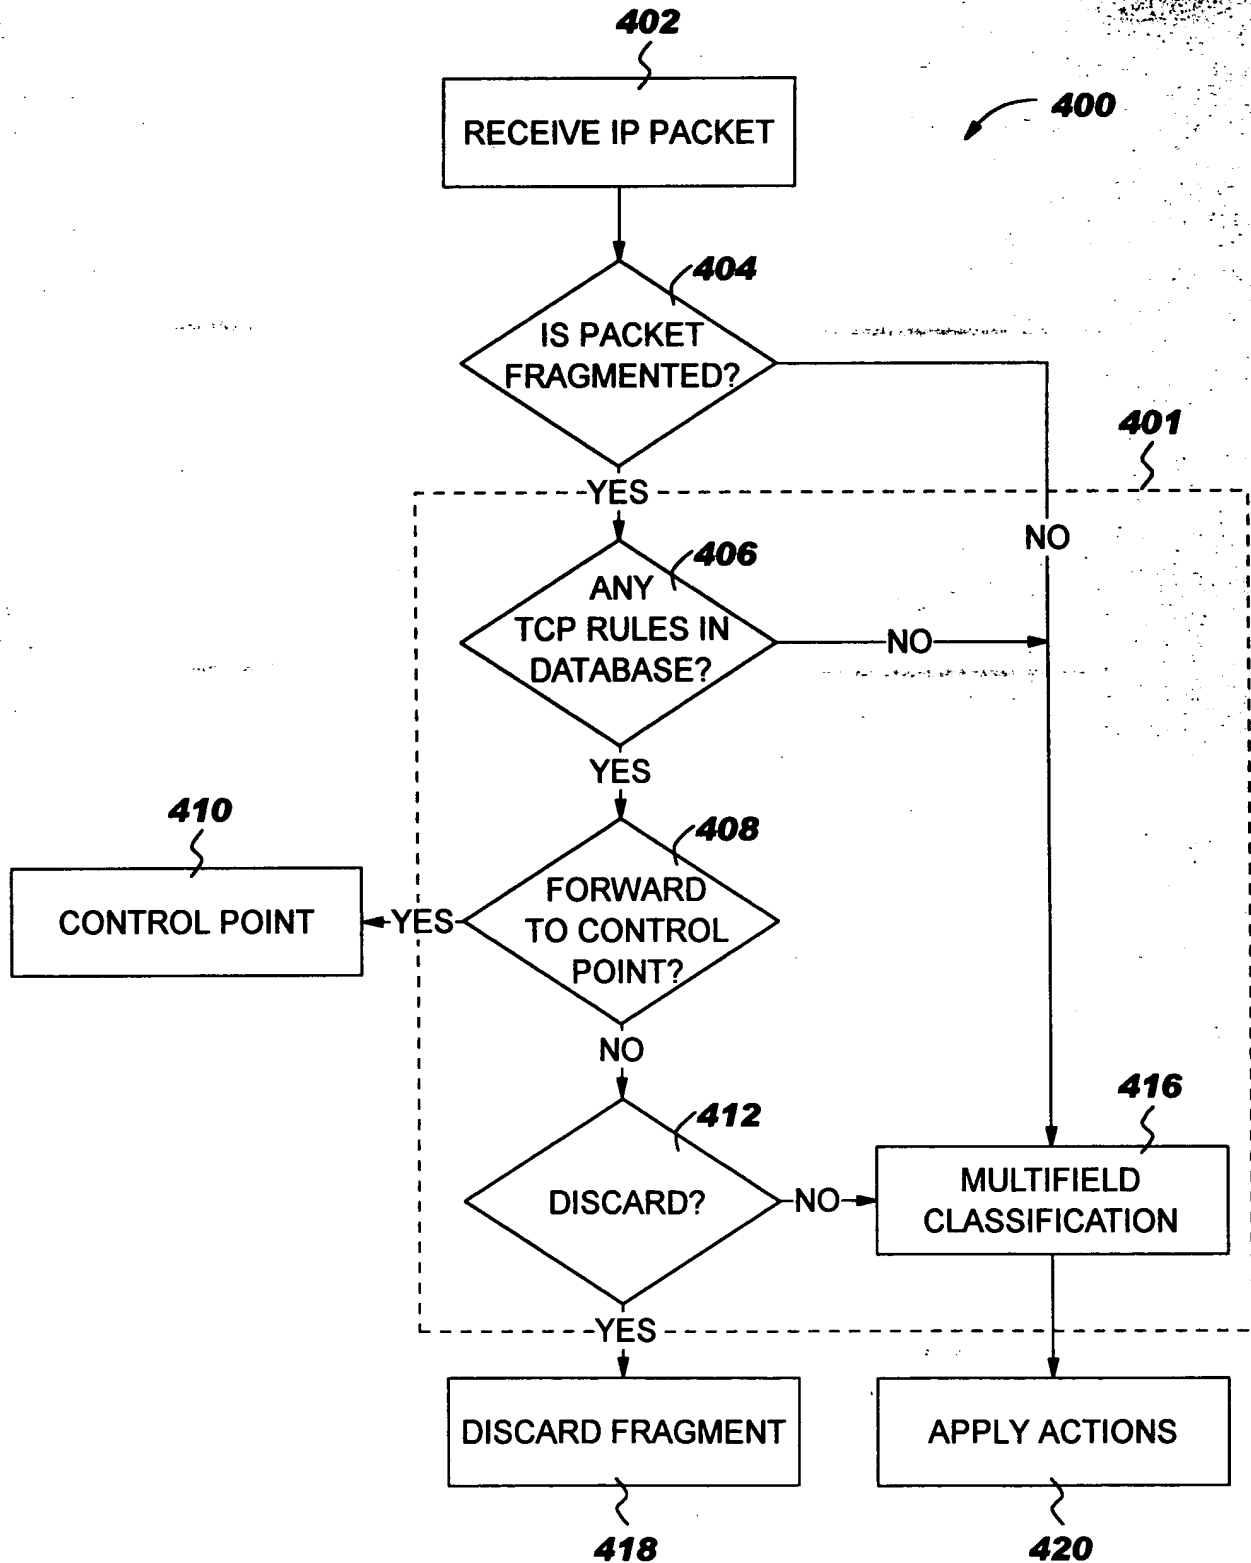 402
RECEIVE IP PACKET
400
404
IS PACKET
FRAGMENTED?
401
YES
NO
406
ANY
TCP RULES IN
DATABASE?
NO
YES
410
408
CONTROL POINT
YES
FORWARD
TO CONTROL
POINT?
NO
412
416
DISCARD?
NO
MULTIFIELD
CLASSIFICATION
YES
DISCARD FRAGMENT
APPLY ACTIONS
418
420